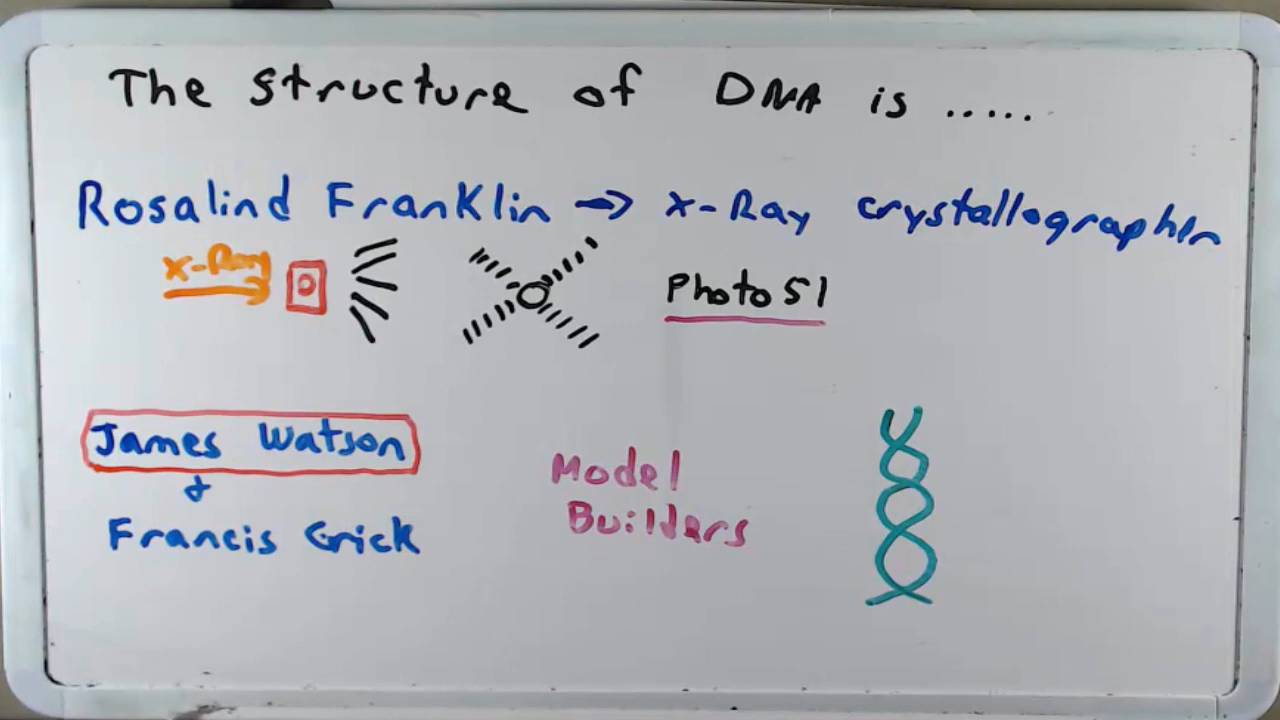 The structure of DNA is .....
Rosalind Franklin → X-Ray crystallographer
X-Ray
Photo 51
James Watson
&
Francis Crick
Model
Builders